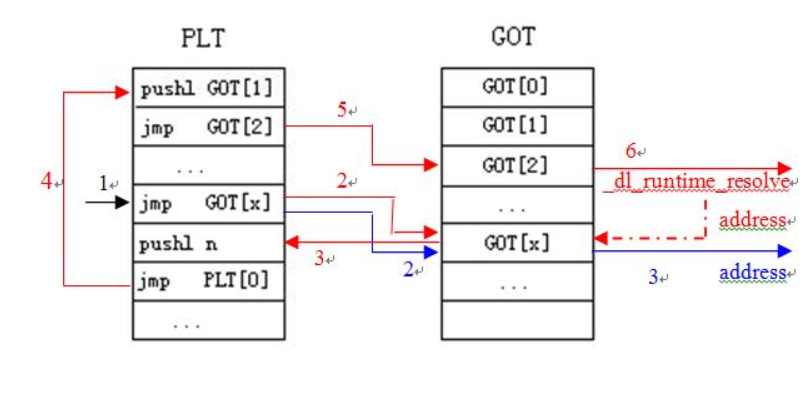 PLT GOT
pushl GOT[1] GOT[0]
jmp GOT[2] 5 GOT[1]
... GOT[2] 6
4 1 2 _dl_runtime_resolve
jmp GOT[x] ... address
pushl n 3 2 GOT[x] 3 address
jmp PLT[0] ...
...